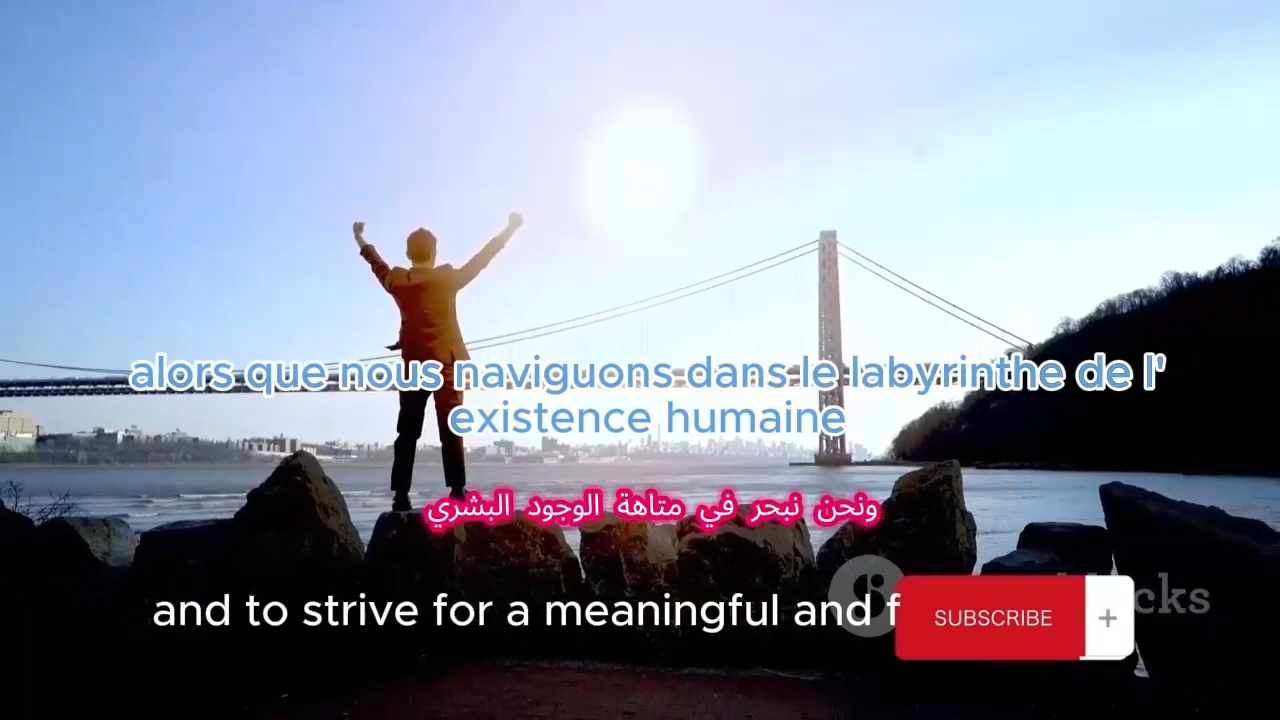 alors que nous naviguons dans le labyrinthe de l'
existence humaine
ونحن نبحر في متاهة الوجود البشري
and to strive for a meaningful and
SUBSCRIBE +
cks